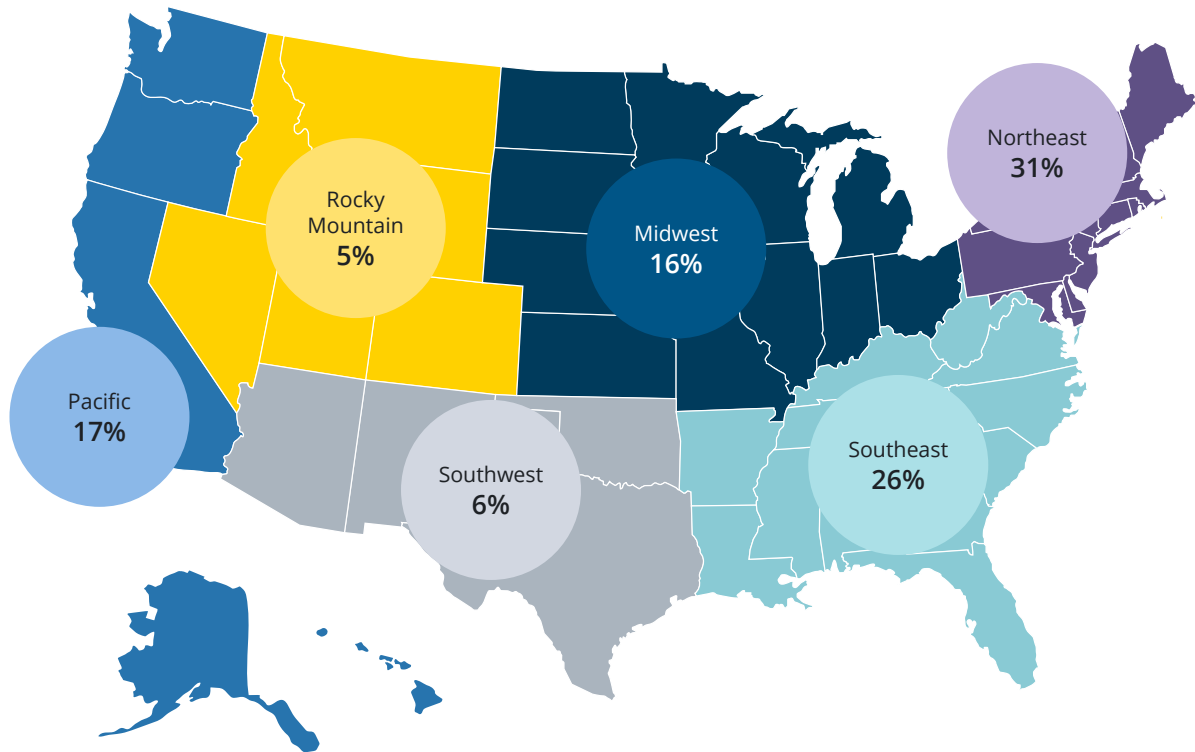 Northeast
31%
Rocky
Mountain
5%
Midwest
16%
Pacific
17%
Southeast
26%
Southwest
6%